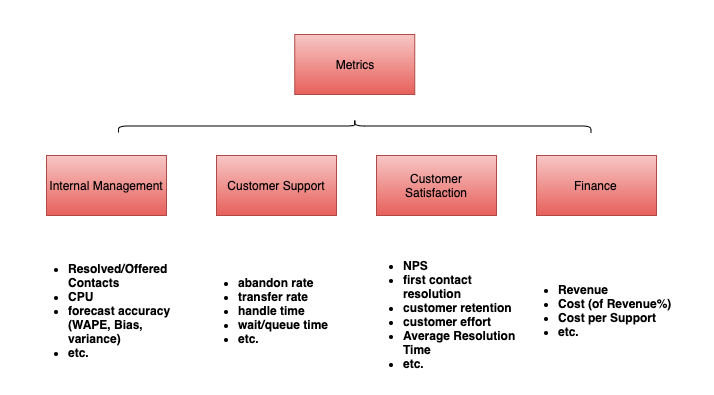 Metrics
Internal Management
Customer Support
Customer
Satisfaction
Finance
• Resolved/Offered
Contacts
• CPU
• forecast accuracy
(WAPE, Bias,
variance)
• etc.
• abandon rate
• transfer rate
• handle time
• wait/queue time
• etc.
• NPS
• first contact
resolution
• customer retention
• customer effort
• Average Resolution
Time
• etc.
• Revenue
• Cost (of Revenue%)
• Cost per Support
• etc.